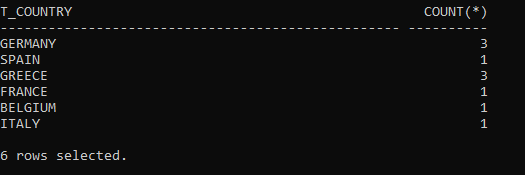 T_COUNTRY COUNT(*)
-------------------------------------------------- ----------
GERMANY 3
SPAIN 1
GREECE 3
FRANCE 1
BELGIUM 1
ITALY 1
6 rows selected.